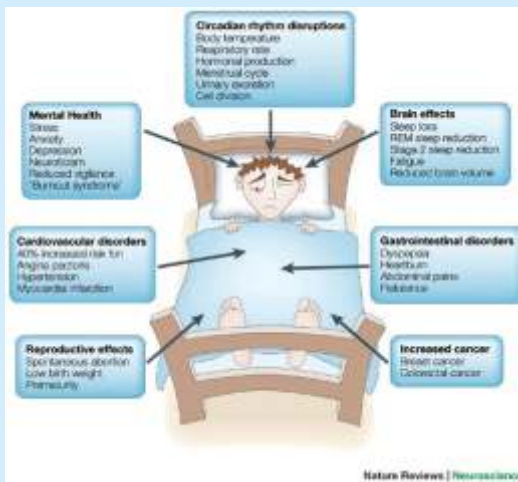 Circadian rhythm disruptions
Body temperature
Respiratory rate
Hormonal production
Menstrual cycle
Urinary excretion
Cell division
Mental Health
Stress
Anxiety
Depression
Neuroticism
Reduced vigilance
'Burnout syndrome'
Brain effects
Sleep loss
REM sleep reduction
Stage 2 sleep reduction
Fatigue
Reduced brain volume
Cardiovascular disorders
40% increased risk for:
Angina pectoris
Hypertension
Myocardial infarction
Gastrointestinal disorders
Dyspepsia
Heartburn
Abdominal pains
Flatulence
Reproductive effects
Spontaneous abortion
Low birth weight
Prematurity
Increased cancer
Breast cancer
Colorectal cancer
Nature Reviews | Neuroscience